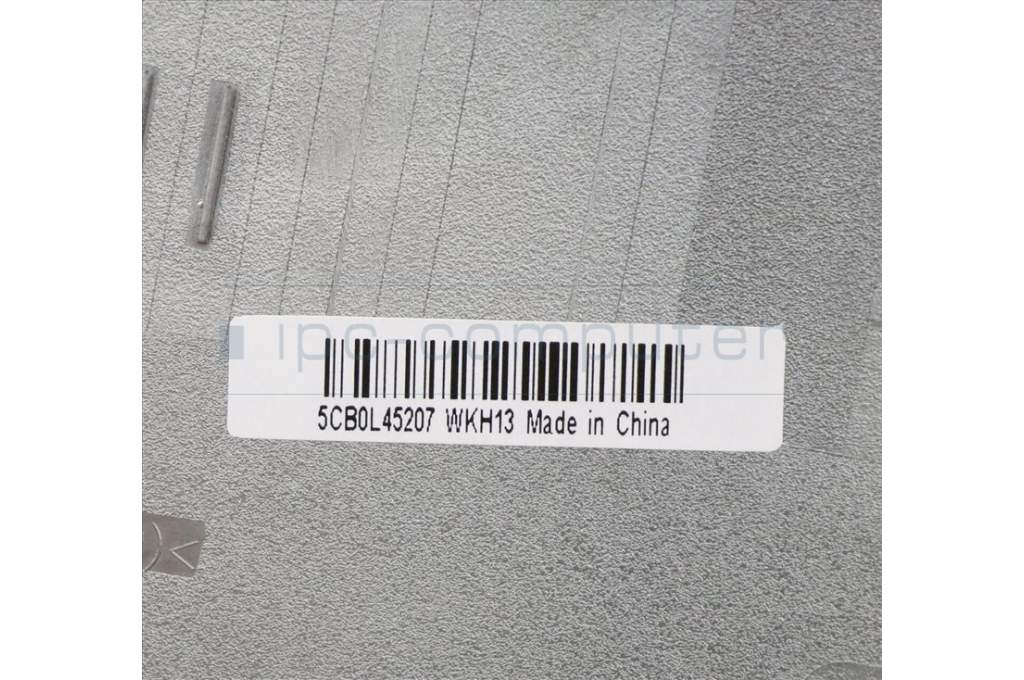 ipc-computer
5CB0L45207 WKH13 Made in China